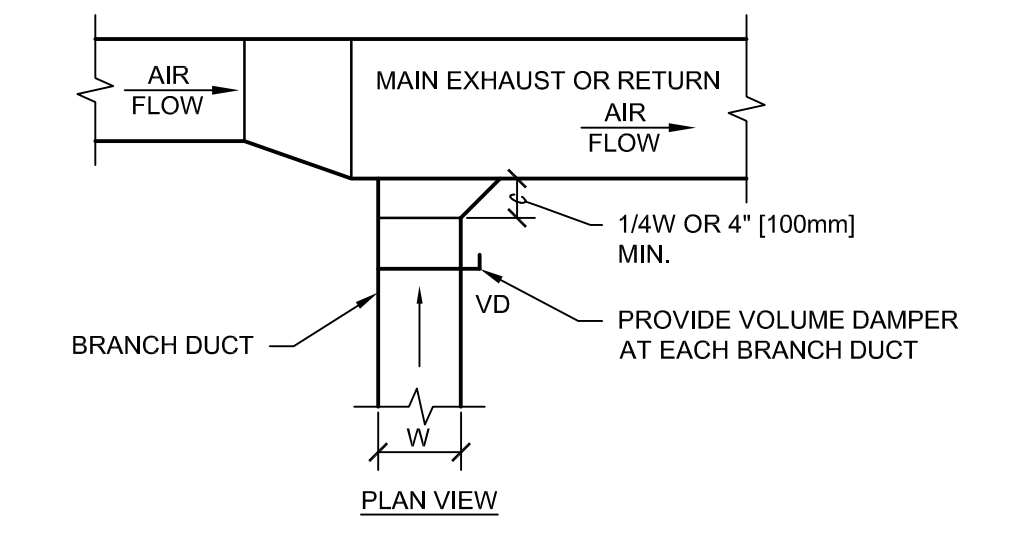 AIR
FLOW
MAIN EXHAUST OR RETURN
AIR
FLOW
1/4W OR 4" [100mm]
MIN.
VD
PROVIDE VOLUME DAMPER
AT EACH BRANCH DUCT
BRANCH DUCT
W
PLAN VIEW